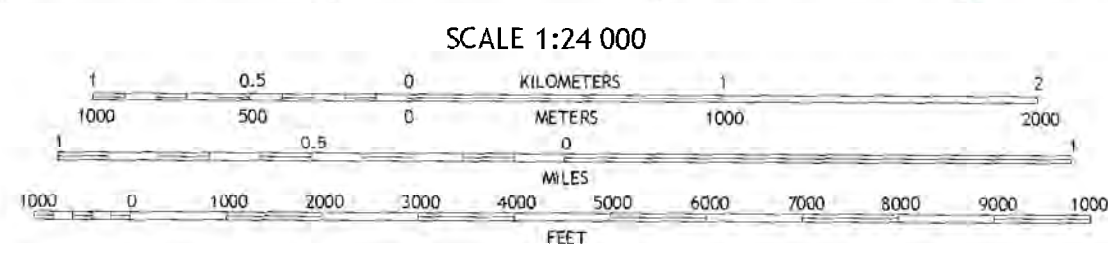 SCALE 1:24 000
1 0.5 0 KILOMETERS 1 2
1000 500 0 METERS 1000 2000
1 0.5 0 1
MILES
1000 0 1000 2000 3000 4000 5000 6000 7000 8000 9000 1000
FEET